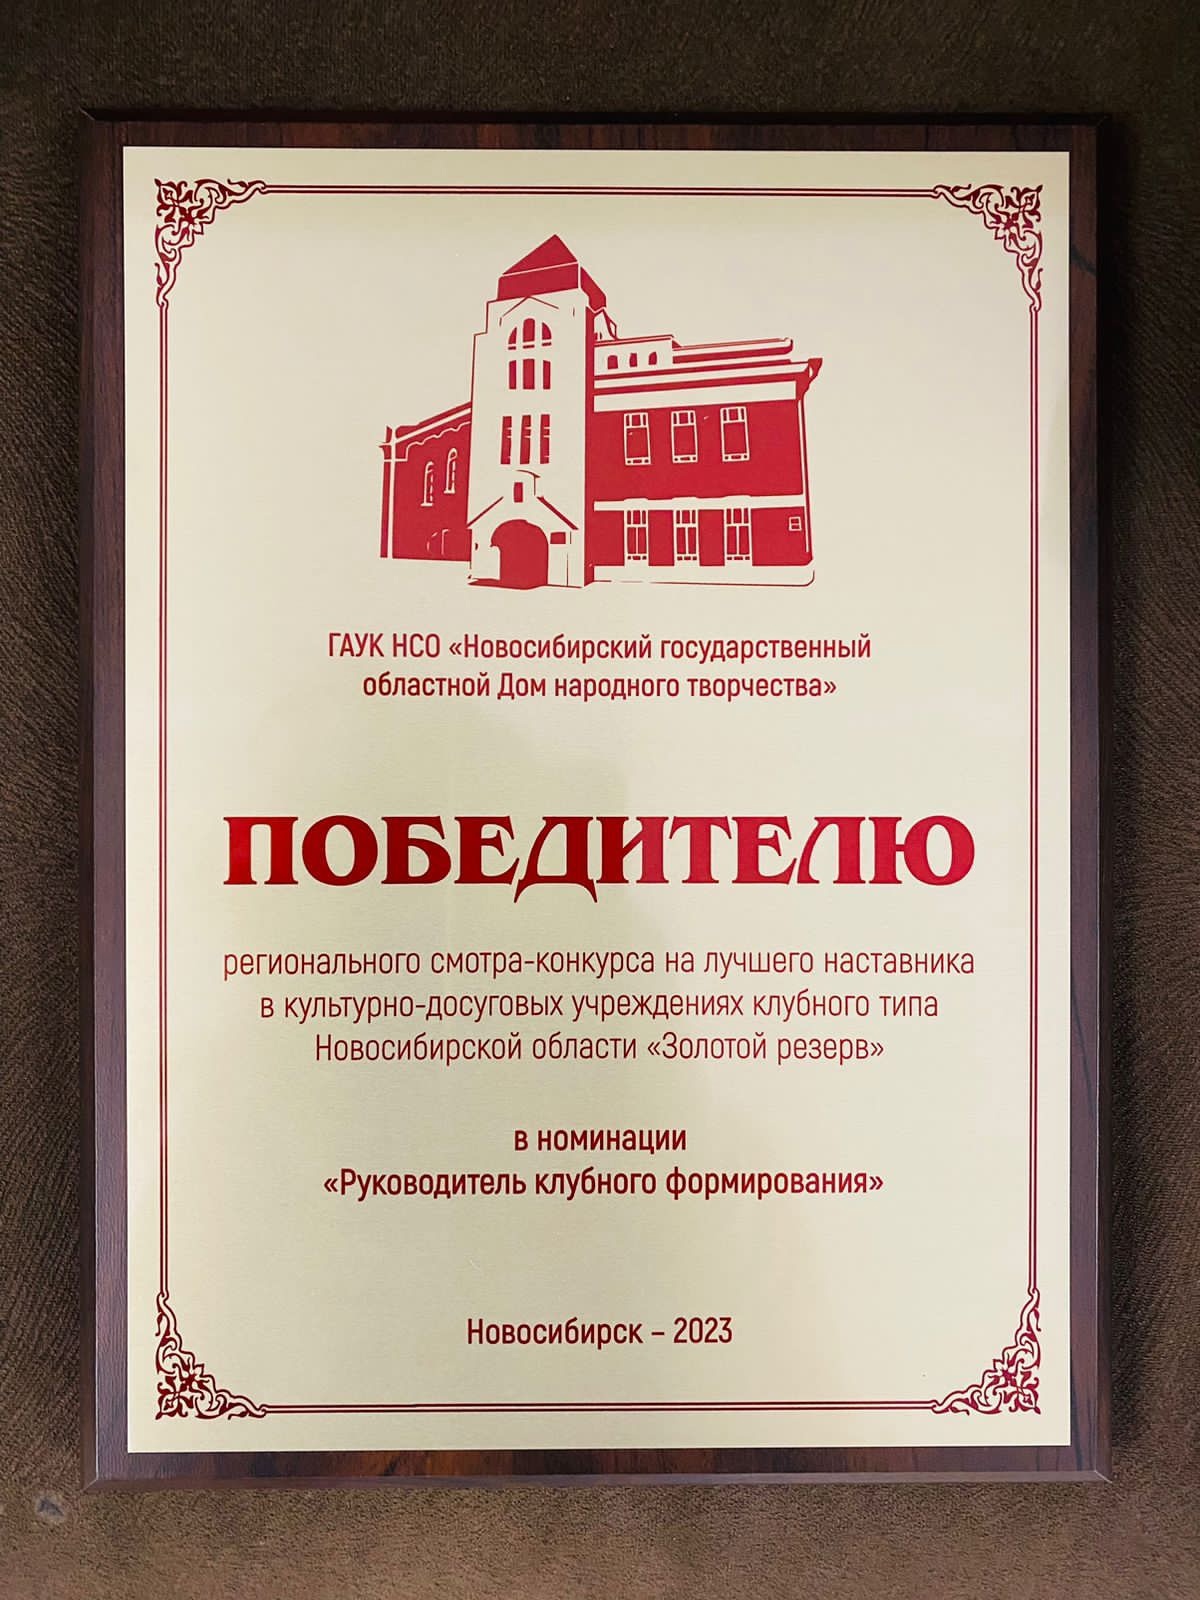 ГАУК НСО «Новосибирский государственный
областной Дом народного творчества»
ПОБЕДИТЕЛЮ
регионального смотра-конкурса на лучшего наставника
в культурно-досуговых учреждениях клубного типа
Новосибирской области «Золотой резерв»
в номинации
«Руководитель клубного формирования»
Новосибирск – 2023